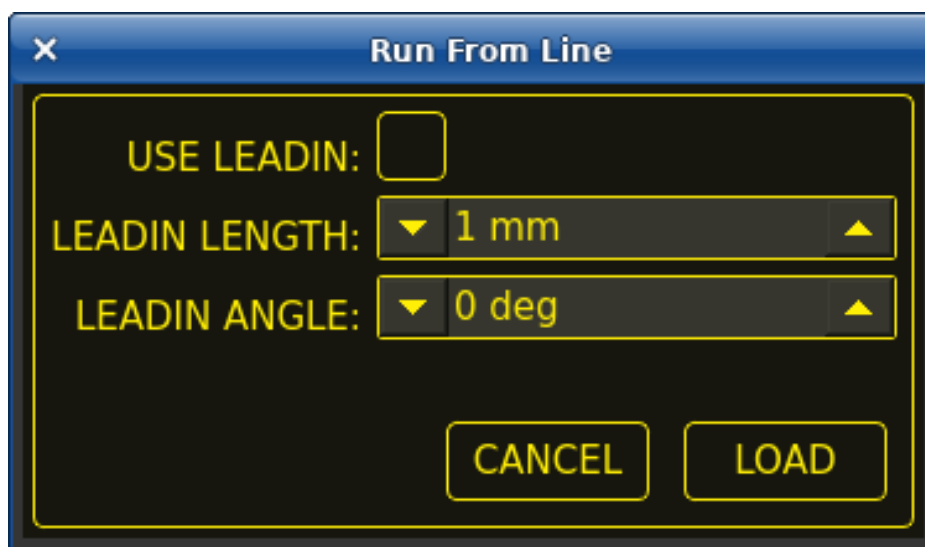 Run From Line
USE LEADIN:
LEADIN LENGTH: 1 mm
LEADIN ANGLE: 0 deg
CANCEL LOAD